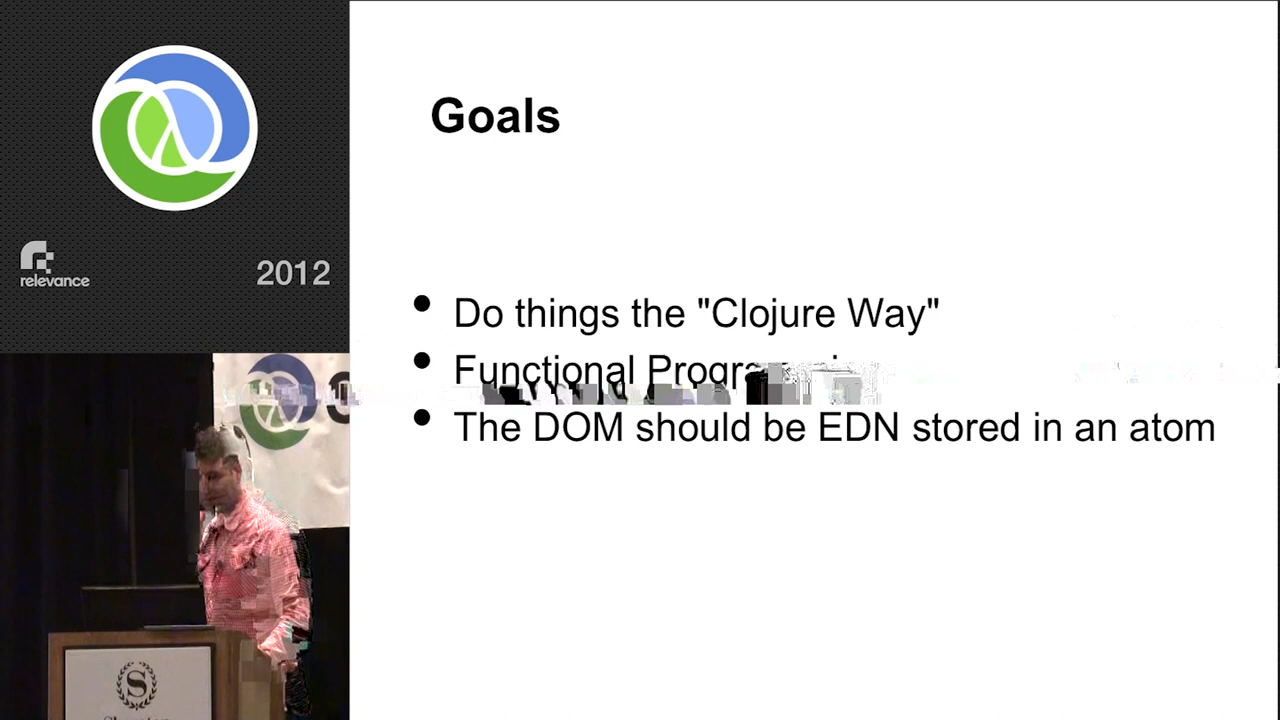 relevance
2012
Goals
Do things the "Clojure Way"
Functional
The DOM should be EDN stored in an atom
S